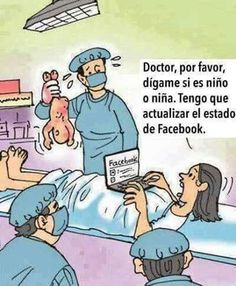 Doctor, por favor,
dígame si es niño
o niña. Tengo que
actualizar el estado
de Facebook.
Facebook